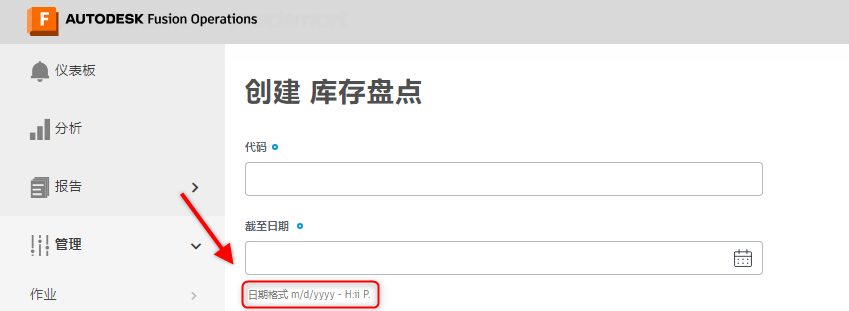 F AUTODESK Fusion Operations
仪表板
分析
报告
管理
作业
创建 库存盘点
代码
截至日期
日期格式 m/d/yyyy - H:ii P.